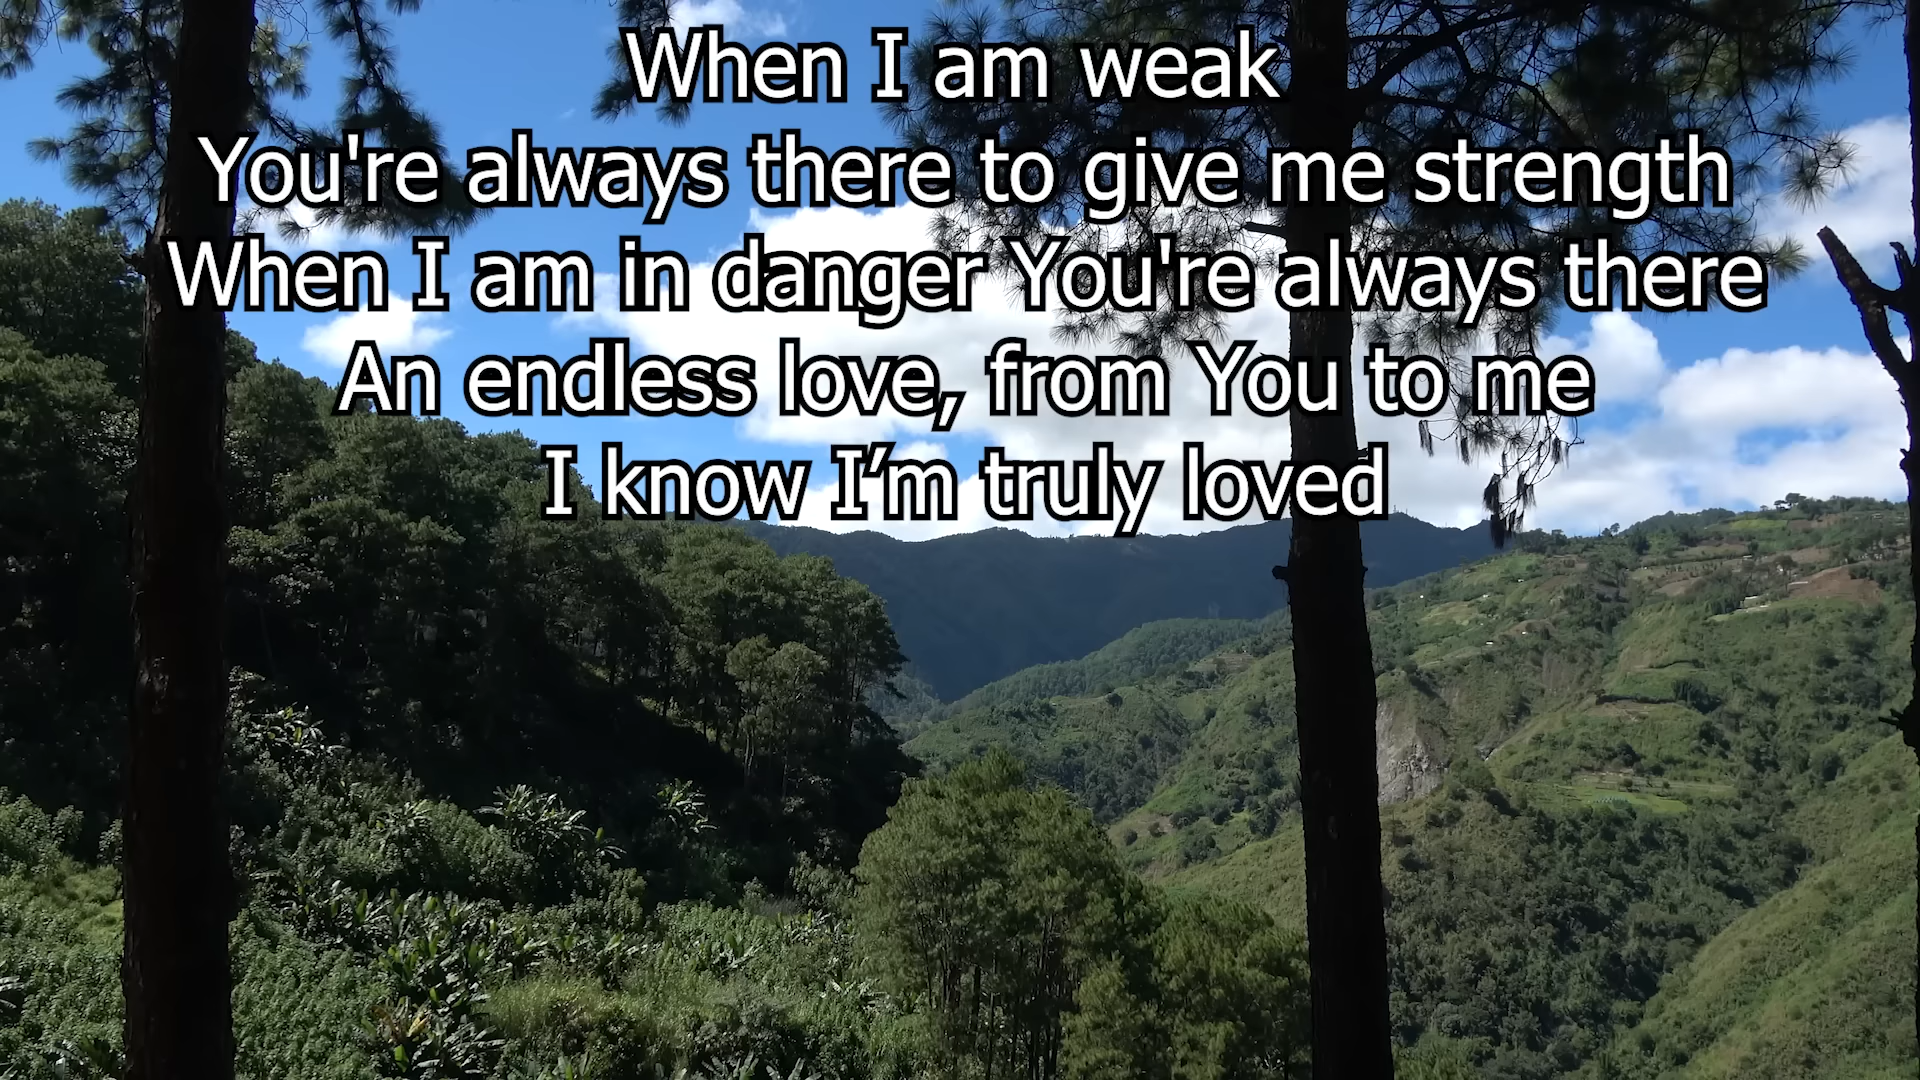 When I am weak
You're always there to give me strength
When I am in danger You're always there
An endless love, from You to me
I know I’m truly loved